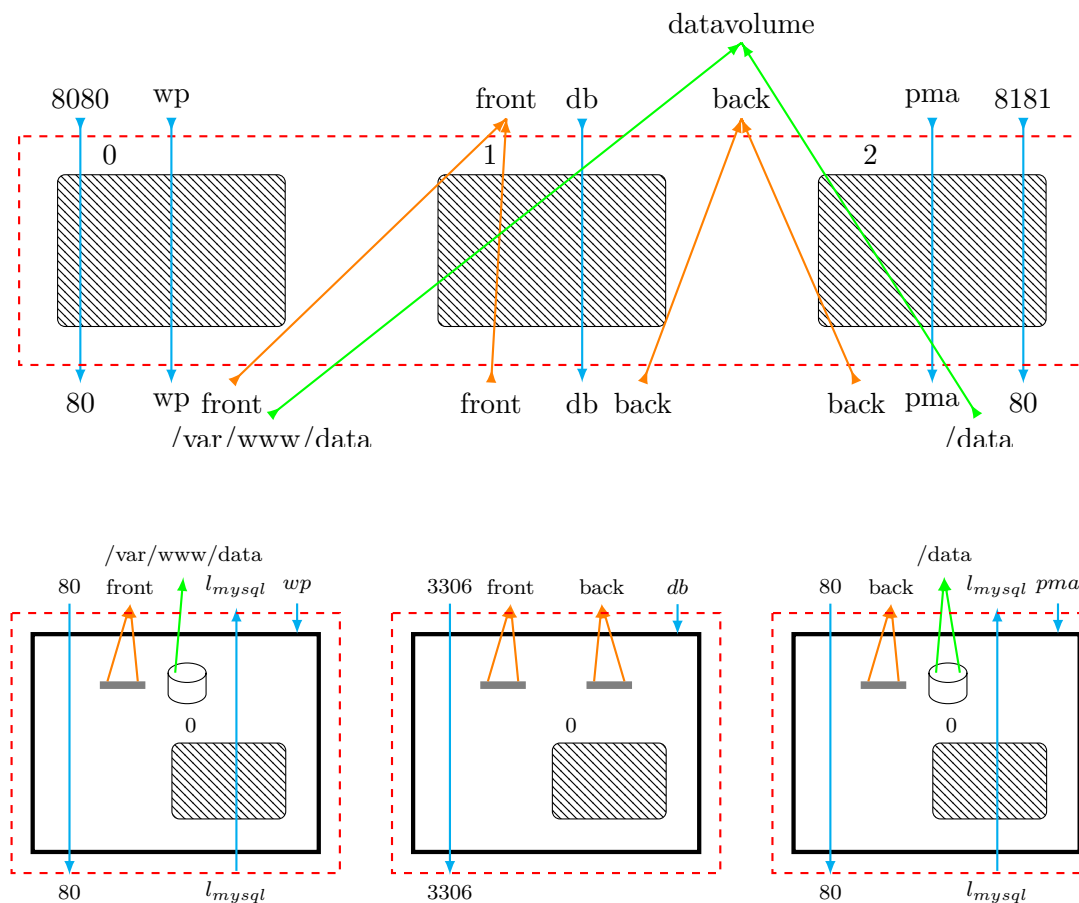 datavolume
8080 wp front db back pma 8181
0 1 2
80 wp front front db back back pma 80
/var/www/data /data
/var/www/data /data
80 front l_mysql wp 3306 front back db 80 back l_mysql pma
0 0 0
80 l_mysql 3306 80 l_mysql